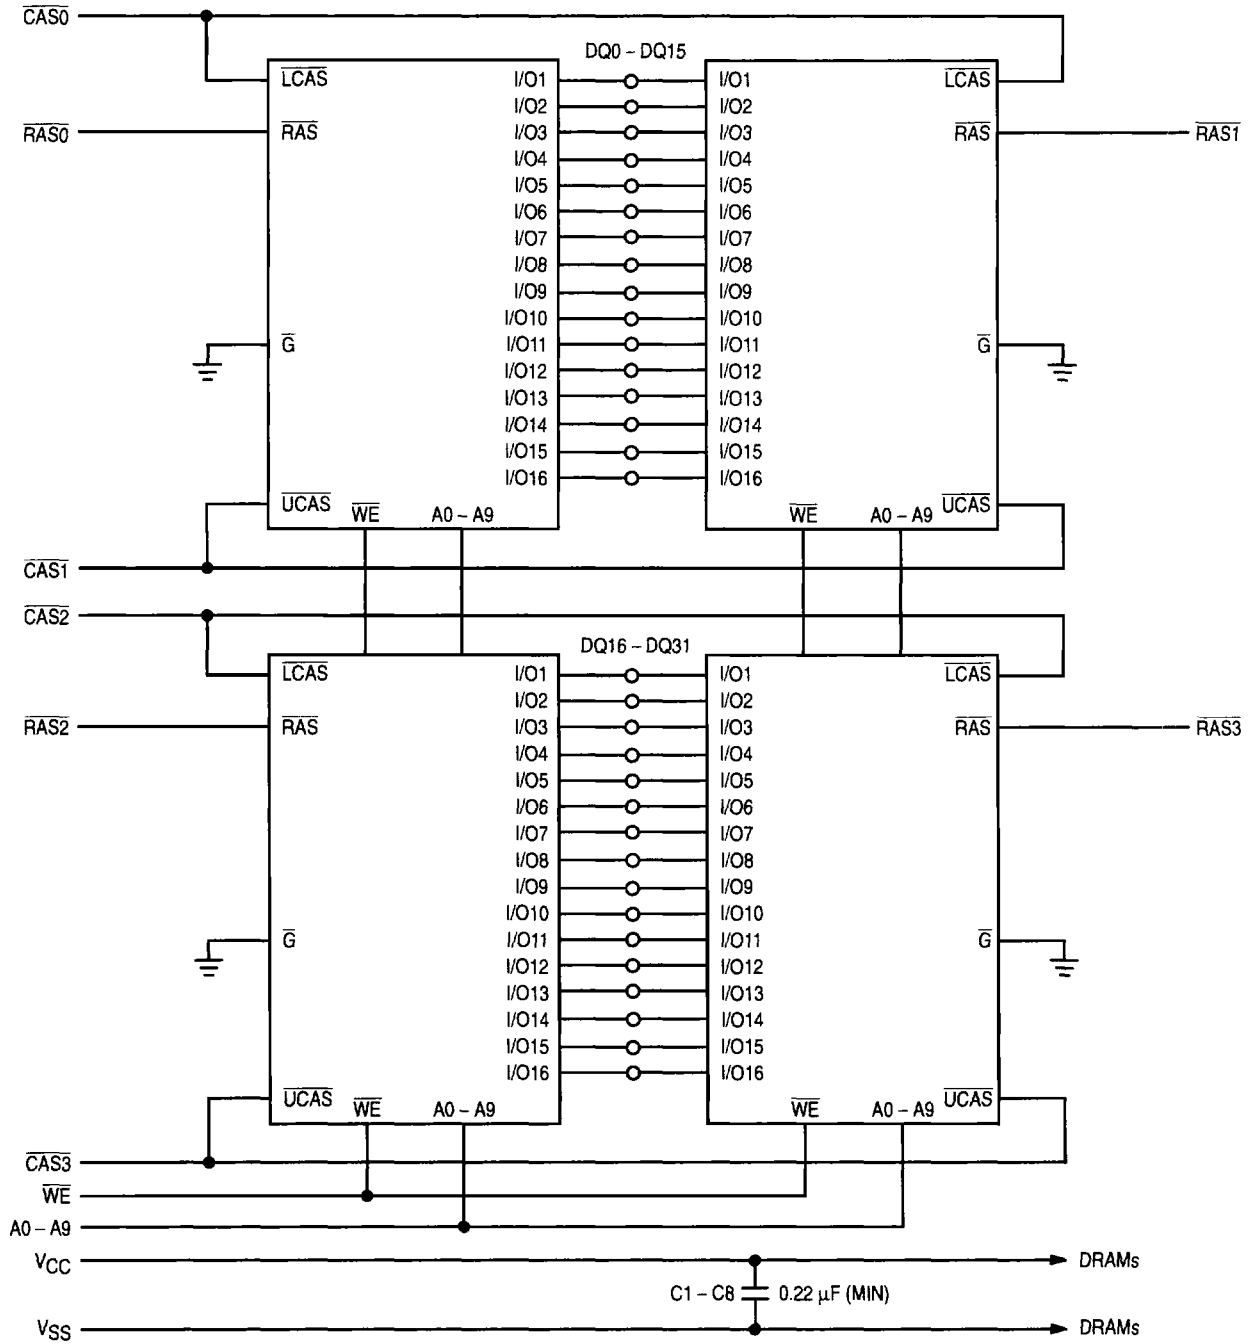 CAS0
DQ0 – DQ15
LCAS I/O1 I/O1 LCAS
I/O2 I/O2
RAS0 RAS I/O3 I/O3 RAS RAS1
I/O4 I/O4
I/O5 I/O5
I/O6 I/O6
I/O7 I/O7
I/O8 I/O8
I/O9 I/O9
I/O10 I/O10
G I/O11 I/O11 G
I/O12 I/O12
I/O13 I/O13
I/O14 I/O14
I/O15 I/O15
I/O16 I/O16
UCAS UCAS
WE A0 – A9 WE A0 – A9
CAS1
CAS2
DQ16 – DQ31
LCAS I/O1 I/O1 LCAS
I/O2 I/O2
RAS2 RAS I/O3 I/O3 RAS RAS3
I/O4 I/O4
I/O5 I/O5
I/O6 I/O6
I/O7 I/O7
I/O8 I/O8
I/O9 I/O9
I/O10 I/O10
G I/O11 I/O11 G
I/O12 I/O12
I/O13 I/O13
I/O14 I/O14
I/O15 I/O15
I/O16 I/O16
UCAS UCAS
WE A0 – A9 WE A0 – A9
CAS3
WE
A0 – A9
VCC DRAMs
C1 – C8 0.22 µF (MIN)
VSS DRAMs